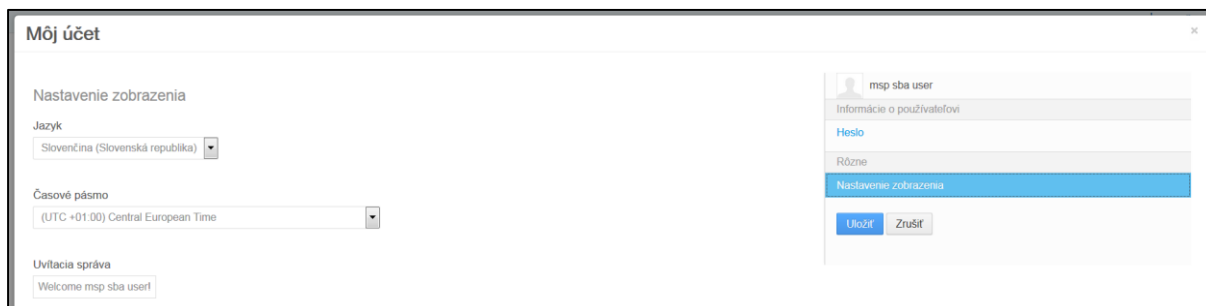 Môj účet
×
Nastavenie zobrazenia
Jazyk
Slovenčina (Slovenská republika)
Časové pásmo
(UTC +01:00) Central European Time
Uvítacia správa
Welcome msp sba user!
msp sba user
Informácie o používateľovi
Heslo
Rôzne
Nastavenie zobrazenia
Uložiť Zrušiť